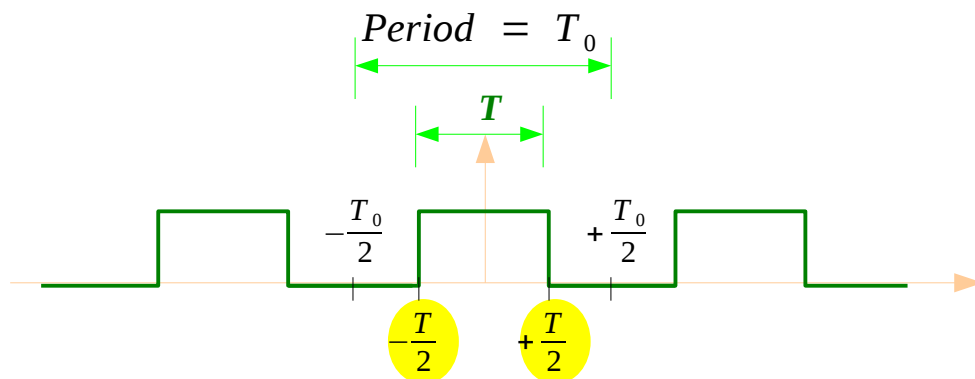 Period = T₀
T
−T₀/2
+T₀/2
−T/2
+T/2